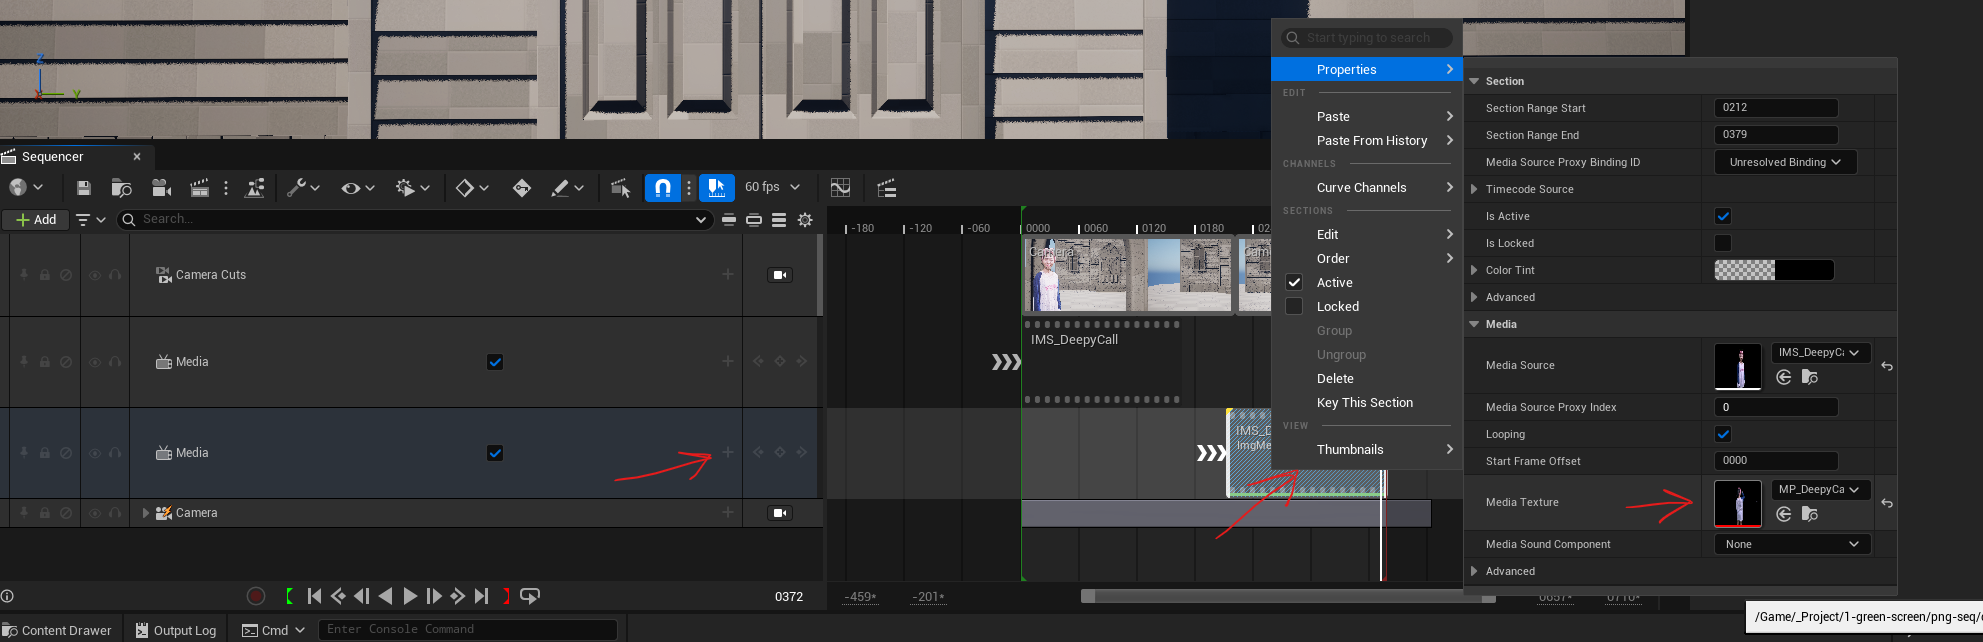 Z
X
Y
Start typing to search
Properties
EDIT
Paste
Paste From History
CHANNELS
Curve Channels
SECTIONS
Edit
Order
Active
Locked
Group
Ungroup
Delete
Key This Section
VIEW
Thumbnails
Section
Section Range Start 0212
Section Range End 0379
Media Source Proxy Binding ID Unresolved Binding
Timecode Source
Is Active
Is Locked
Color Tint
Advanced
Media
Media Source IMS_DeepyCa
Media Source Proxy Index 0
Looping
Start Frame Offset 0000
Media Texture MP_DeepyCa
Media Sound Component None
Advanced
/Game/_Project/1-green-screen/png-seq/
Sequencer
60 fps
Add
Search...
-180 -120 -060 0000 0060 0120 0180
Camera Cuts
Camera
Media
IMS_DeepyCall
Media
IMS_D
ImgMe
Camera
0372
-459*
-201*
Content Drawer
Output Log
Cmd
Enter Console Command